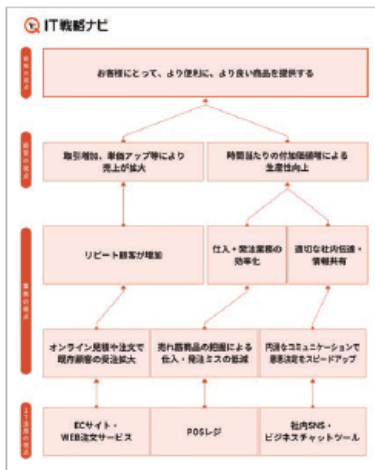 IT戦略ナビ
お客様にとって、より便利に、より良い商品を提供する
取引増加、単価アップ等により
売上が拡大
時間当たりの付加価値増による
生産性向上
リピート顧客が増加
仕入・発注業務の
効率化
適切な社内伝達・
情報共有
オンライン見積や注文で
既存顧客の受注拡大
売れ筋商品の把握による
仕入・発注ミスの低減
円滑なコミュニケーションで
意思決定をスピードアップ
ECサイト・
WEB注文サービス
POSレジ
社内SNS・
ビジネスチャットツール